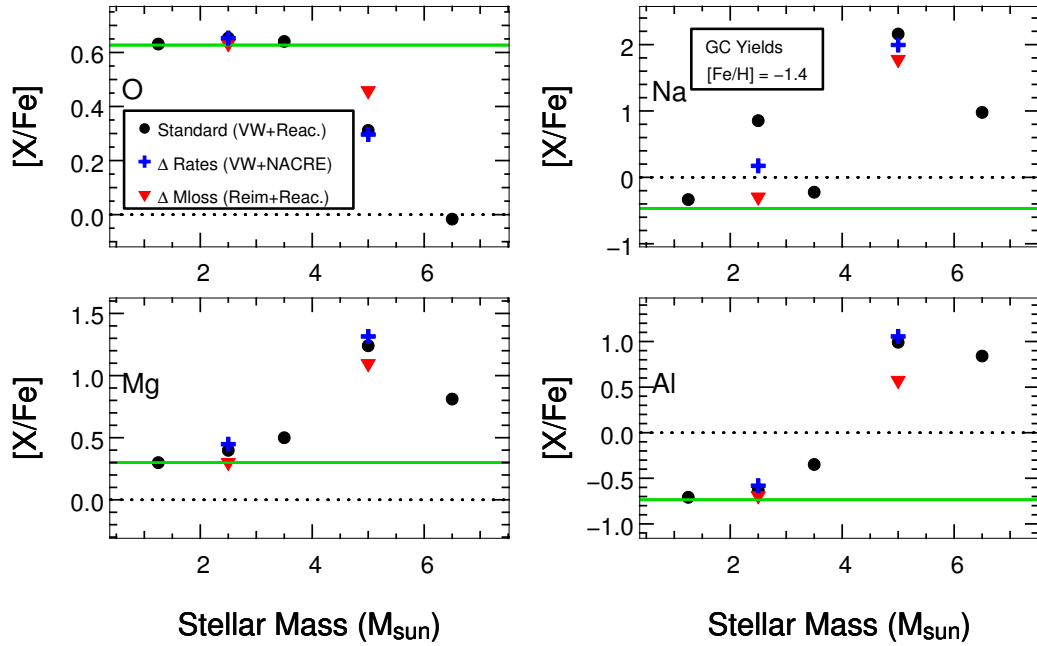 [X/Fe]
0.6
0.4
0.2
0.0
O
Standard (VW+Reac.)
Δ Rates (VW+NACRE)
Δ Mloss (Reim+Reac.)
2 4 6
[X/Fe]
2
1
0
−1
Na
GC Yields
[Fe/H] = −1.4
2 4 6
[X/Fe]
1.5
1.0
0.5
0.0
Mg
2 4 6
Stellar Mass (Msun)
[X/Fe]
1.0
0.5
0.0
−0.5
−1.0
Al
2 4 6
Stellar Mass (Msun)